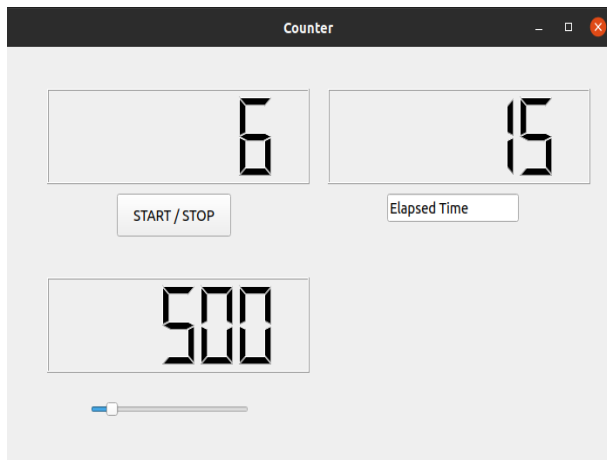 Counter
6
15
START / STOP
Elapsed Time
500